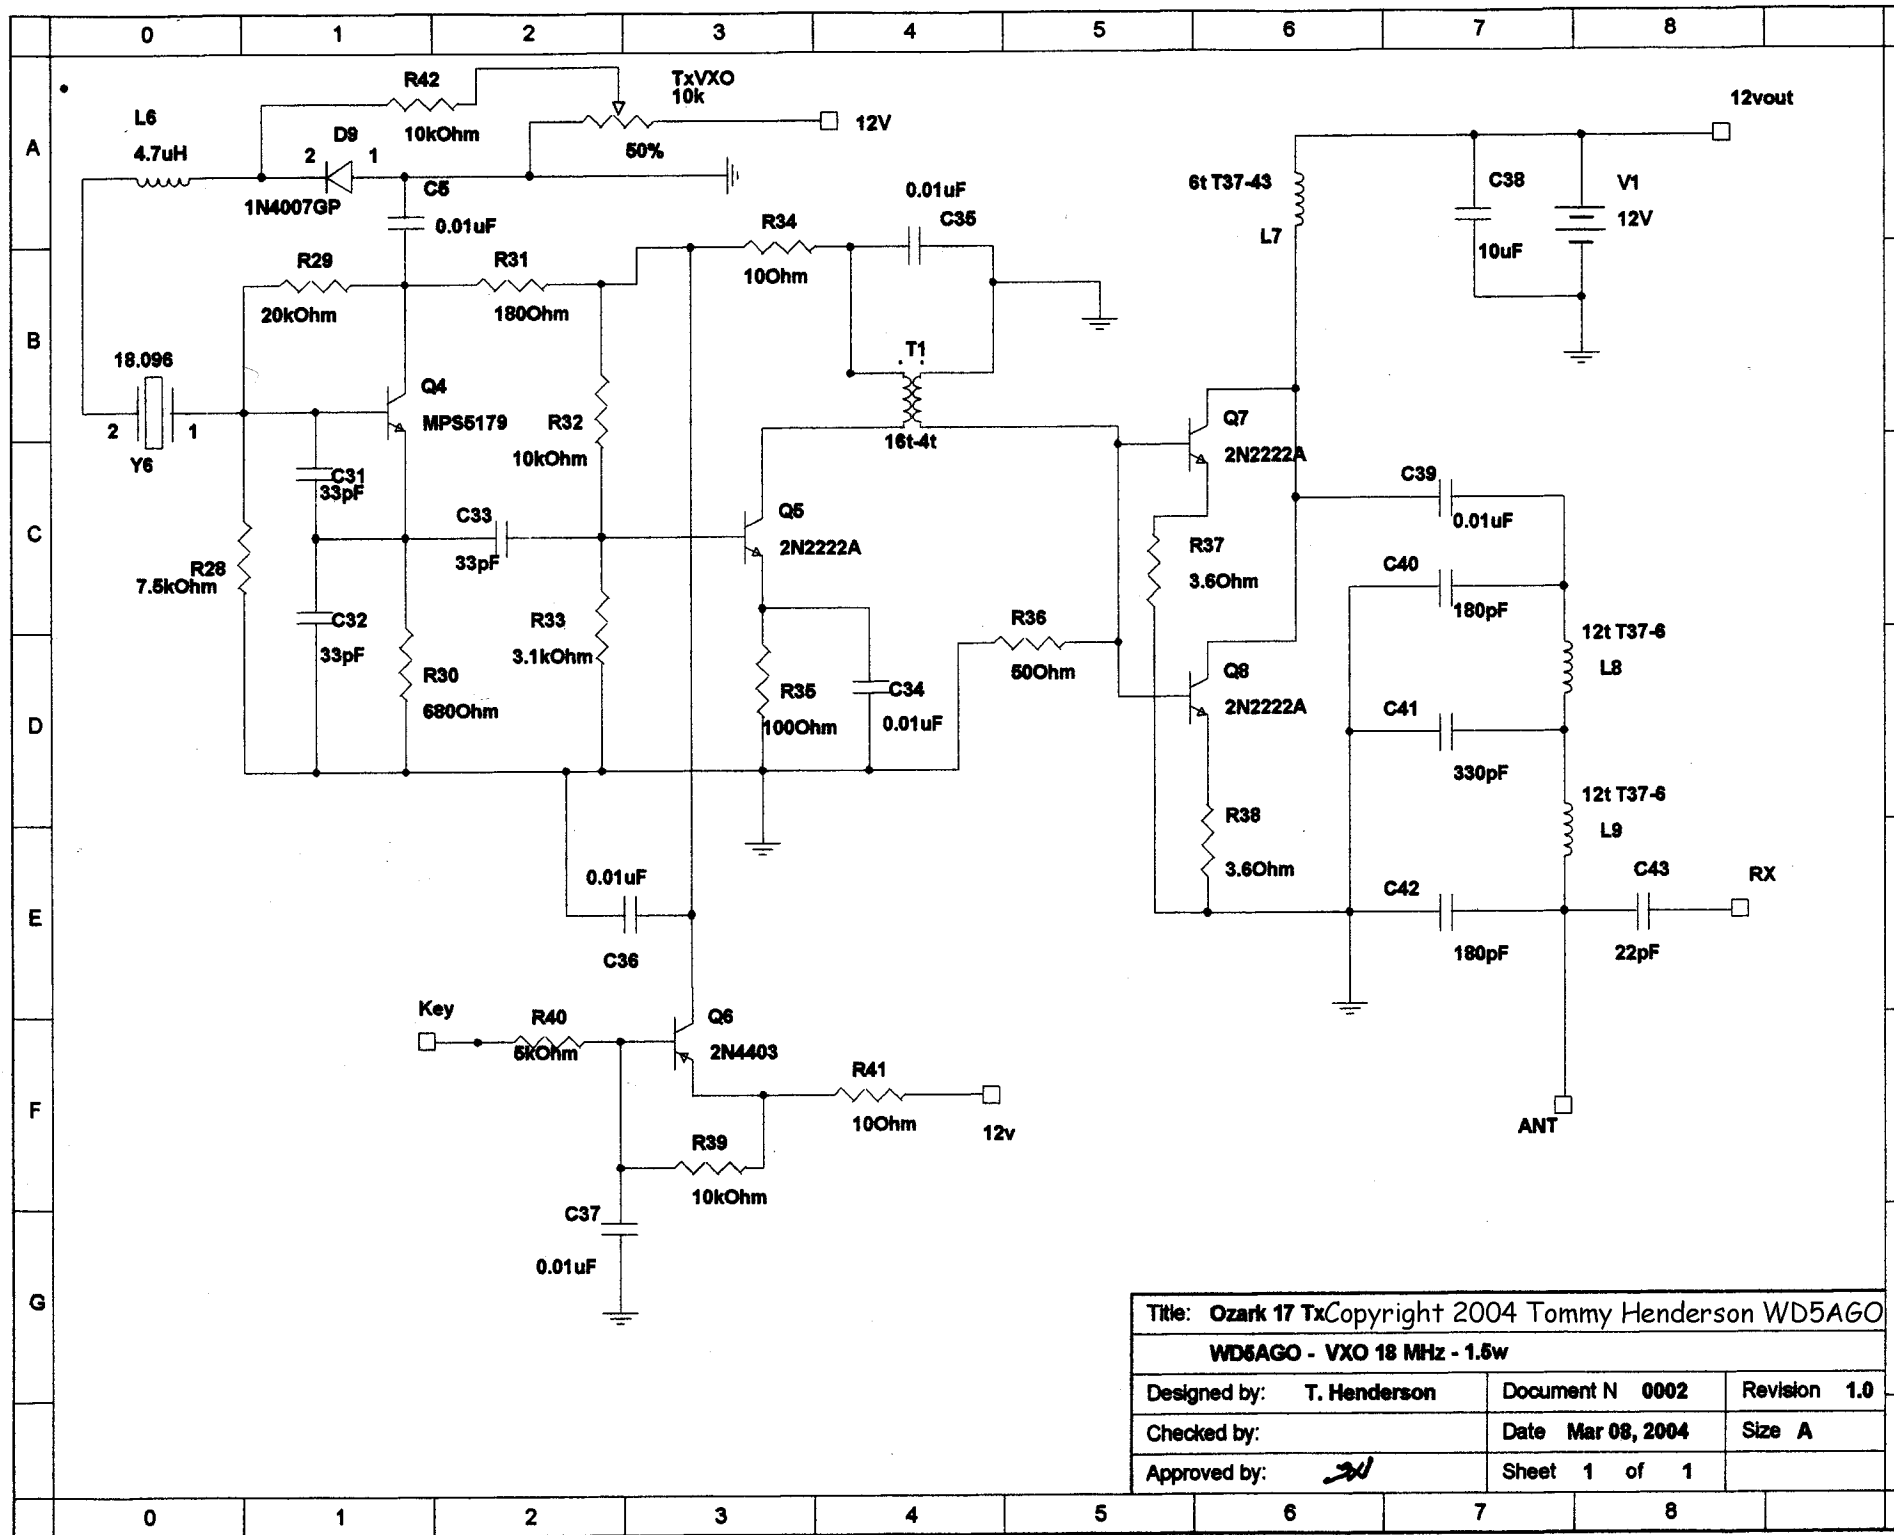 0 1 2 3 4 5 6 7 8
A
B
C
D
E
F
G
R42
10kOhm
TxVXO
10k
50%
12V
L6
4.7uH
D9
2 1
1N4007GP
C5
0.01uF
R29
20kOhm
R31
180Ohm
R34
10Ohm
0.01uF
C35
6t T37-43
L7
C38
10uF
V1
12V
12vout
18.096
2 1
Y6
Q4
MPS5179
R32
10kOhm
T1
16t-4t
Q7
2N2222A
C31
33pF
R28
7.5kOhm
C32
33pF
R30
680Ohm
C33
33pF
R33
3.1kOhm
Q5
2N2222A
R35
100Ohm
C34
0.01uF
R36
50Ohm
R37
3.6Ohm
Q8
2N2222A
R38
3.6Ohm
C39
0.01uF
C40
180pF
12t T37-6
L8
C41
330pF
12t T37-6
L9
C42
180pF
C43
22pF
RX
ANT
0.01uF
C36
Key
R40
5kOhm
Q6
2N4403
R41
10Ohm
12v
R39
10kOhm
C37
0.01uF
Title: Ozark 17 Tx Copyright 2004 Tommy Henderson WD5AGO
WD5AGO - VXO 18 MHz - 1.5w
Designed by: T. Henderson Document N 0002 Revision 1.0
Checked by: Date Mar 08, 2004 Size A
Approved by: Sheet 1 of 1
0 1 2 3 4 5 6 7 8